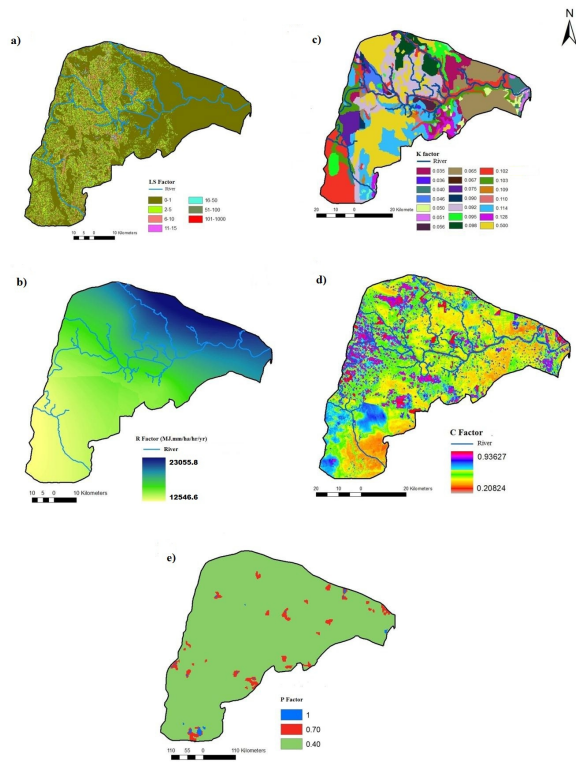 N
a)
LS Factor
River
0-1
2-5
5-10
11-15
16-50
51-100
101-1000
10 5 0 10 Kilometers
c)
K factor
River
0.035
0.036
0.040
0.046
0.050
0.051
0.056
0.065
0.067
0.075
0.090
0.092
0.095
0.098
0.102
0.103
0.109
0.110
0.114
0.128
0.000
20 10 0 20 Kilometers
b)
R Factor (MJ.mm/ha/hr/yr)
River
23055.8
12546.6
10 5 0 10 Kilometers
d)
C Factor
River
0.93627
0.20824
20 10 0 20 Kilometers
e)
P Factor
1
0.70
0.40
110 55 0 110 Kilometers